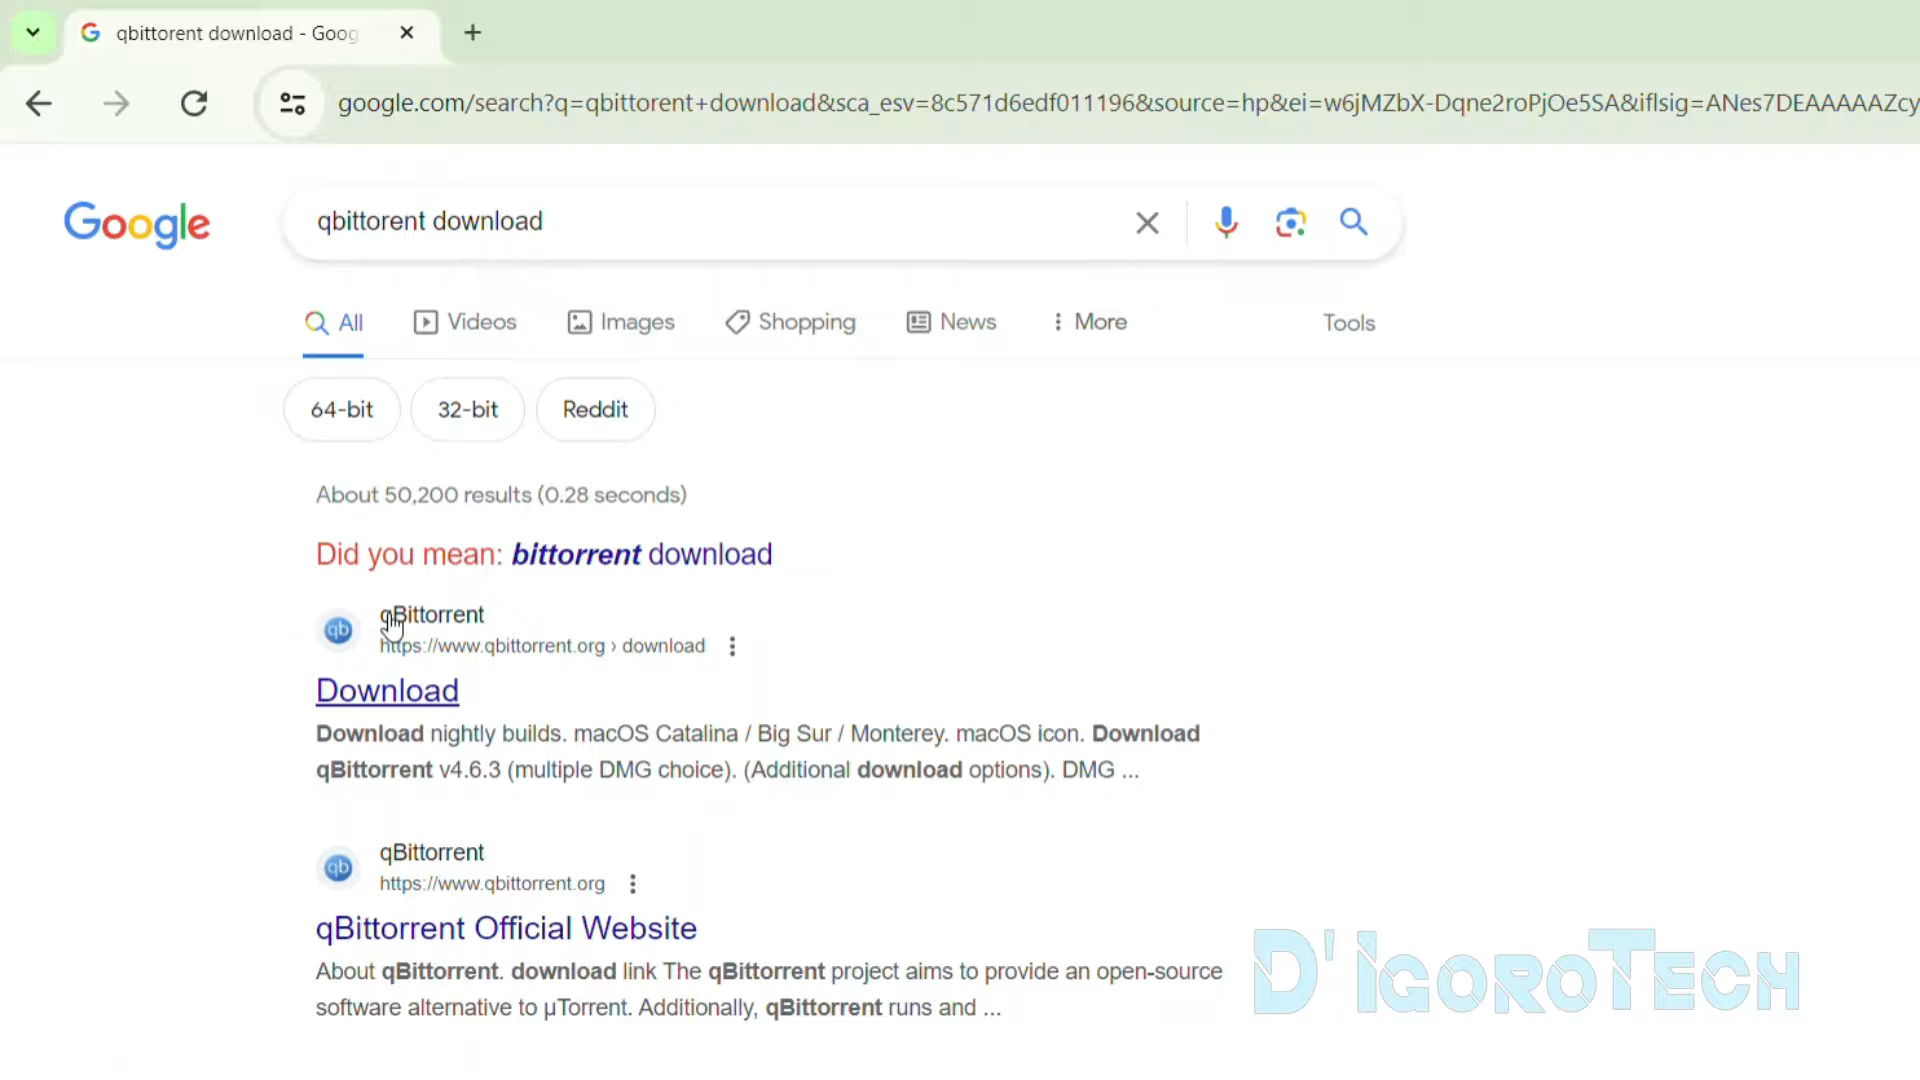 qbittorent download - Goog
google.com/search?q=qbittorent+download&sca_esv=8c571d6edf011196&source=hp&ei=w6jMZbX-Dqne2roPjOe5SA&iflsig=ANes7DEAAAAAZcy
Google
qbittorent download
All Videos Images Shopping News More Tools
64-bit 32-bit Reddit
About 50,200 results (0.28 seconds)
Did you mean: bittorrent download
qb qBittorrent
https://www.qbittorrent.org › download
Download
Download nightly builds. macOS Catalina / Big Sur / Monterey. macOS icon. Download
qBittorrent v4.6.3 (multiple DMG choice). (Additional download options). DMG ...
qb qBittorrent
https://www.qbittorrent.org
qBittorrent Official Website
About qBittorrent. download link The qBittorrent project aims to provide an open-source
software alternative to µTorrent. Additionally, qBittorrent runs and ...
D'IGOROTECH